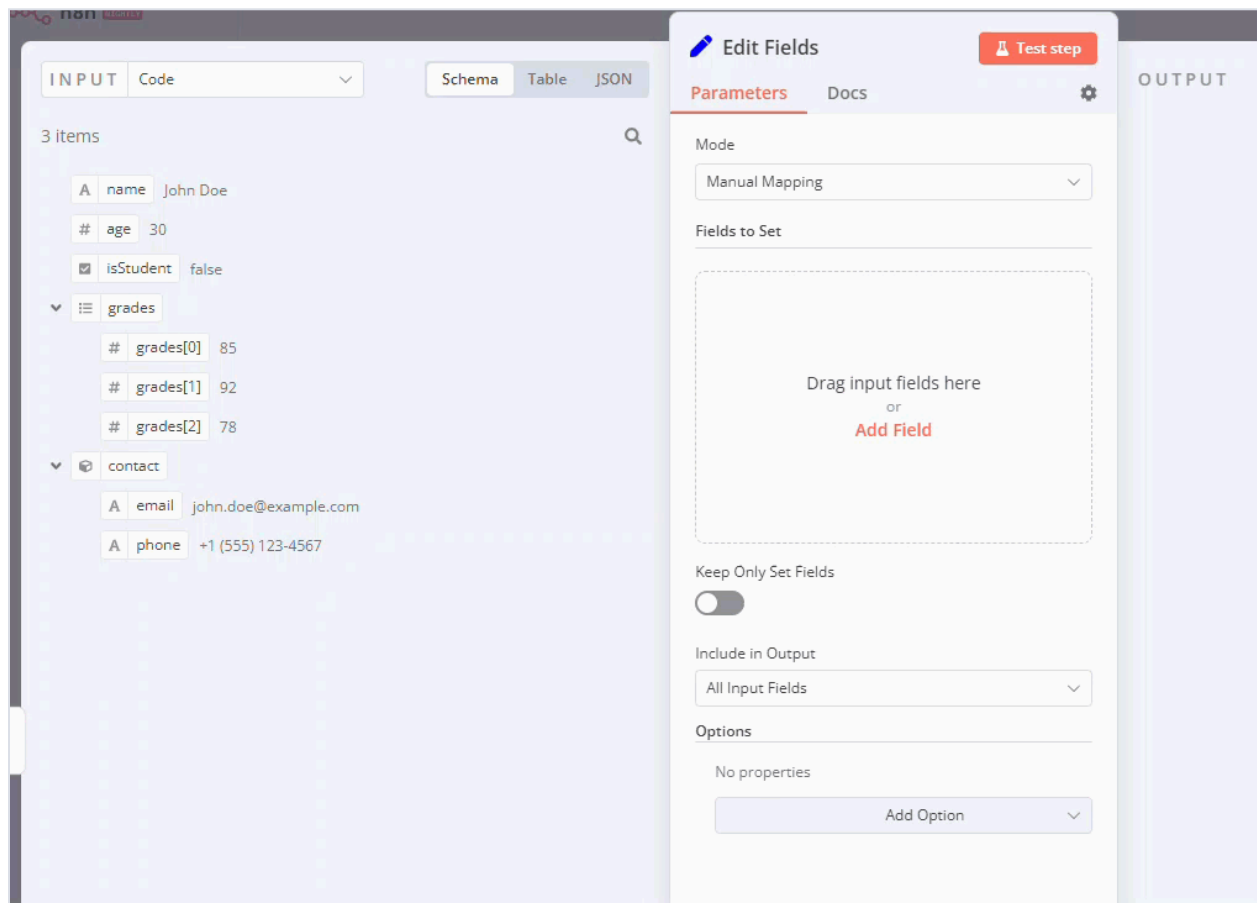 n8n
INPUT Code
Schema Table JSON
3 items
A name John Doe
# age 30
isStudent false
grades
# grades[0] 85
# grades[1] 92
# grades[2] 78
contact
A email john.doe@example.com
A phone +1 (555) 123-4567
Edit Fields
Test step
Parameters Docs
Mode
Manual Mapping
Fields to Set
Drag input fields here
or
Add Field
Keep Only Set Fields
Include in Output
All Input Fields
Options
No properties
Add Option
OUTPUT